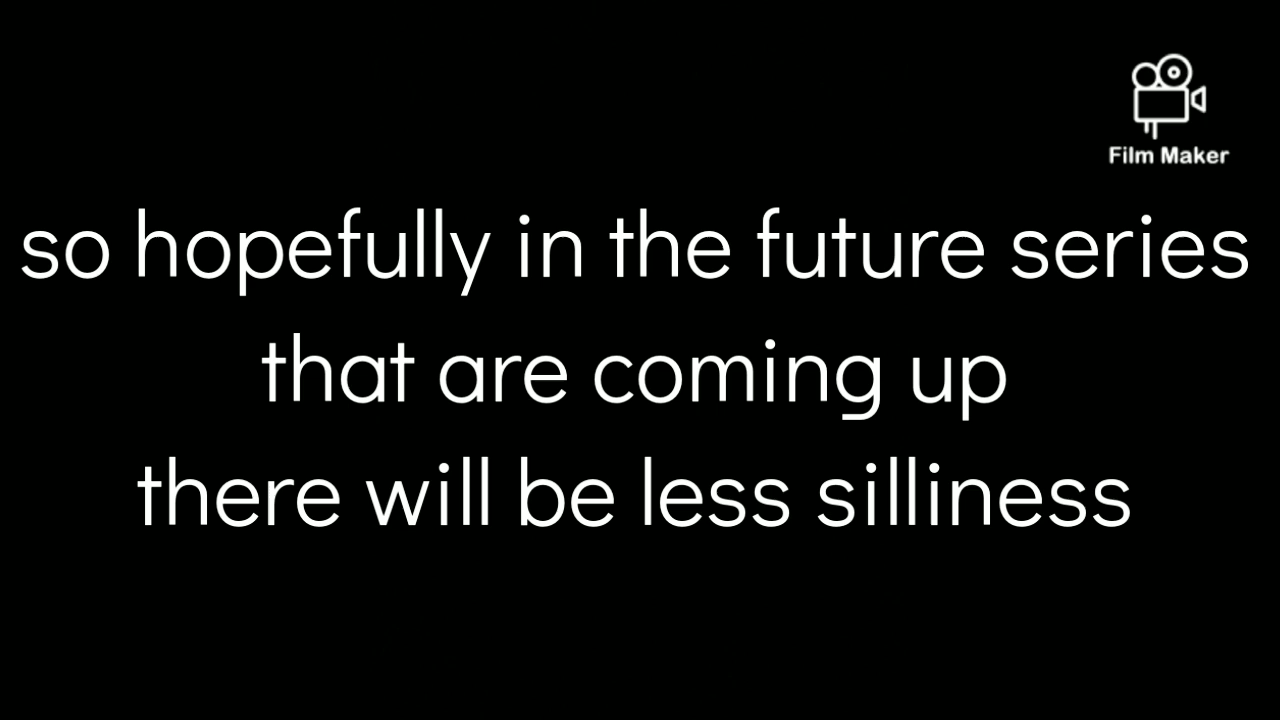 Film Maker
so hopefully in the future series
that are coming up
there will be less silliness